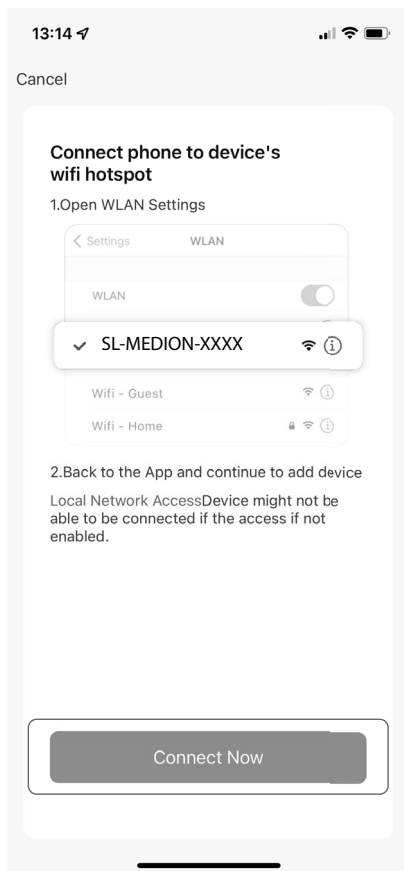 13:14
Cancel
Connect phone to device's
wifi hotspot
1.Open WLAN Settings
Settings WLAN
WLAN
SL-MEDION-XXXX
Wifi - Guest
Wifi - Home
2.Back to the App and continue to add device
Local Network AccessDevice might not be
able to be connected if the access if not
enabled.
Connect Now